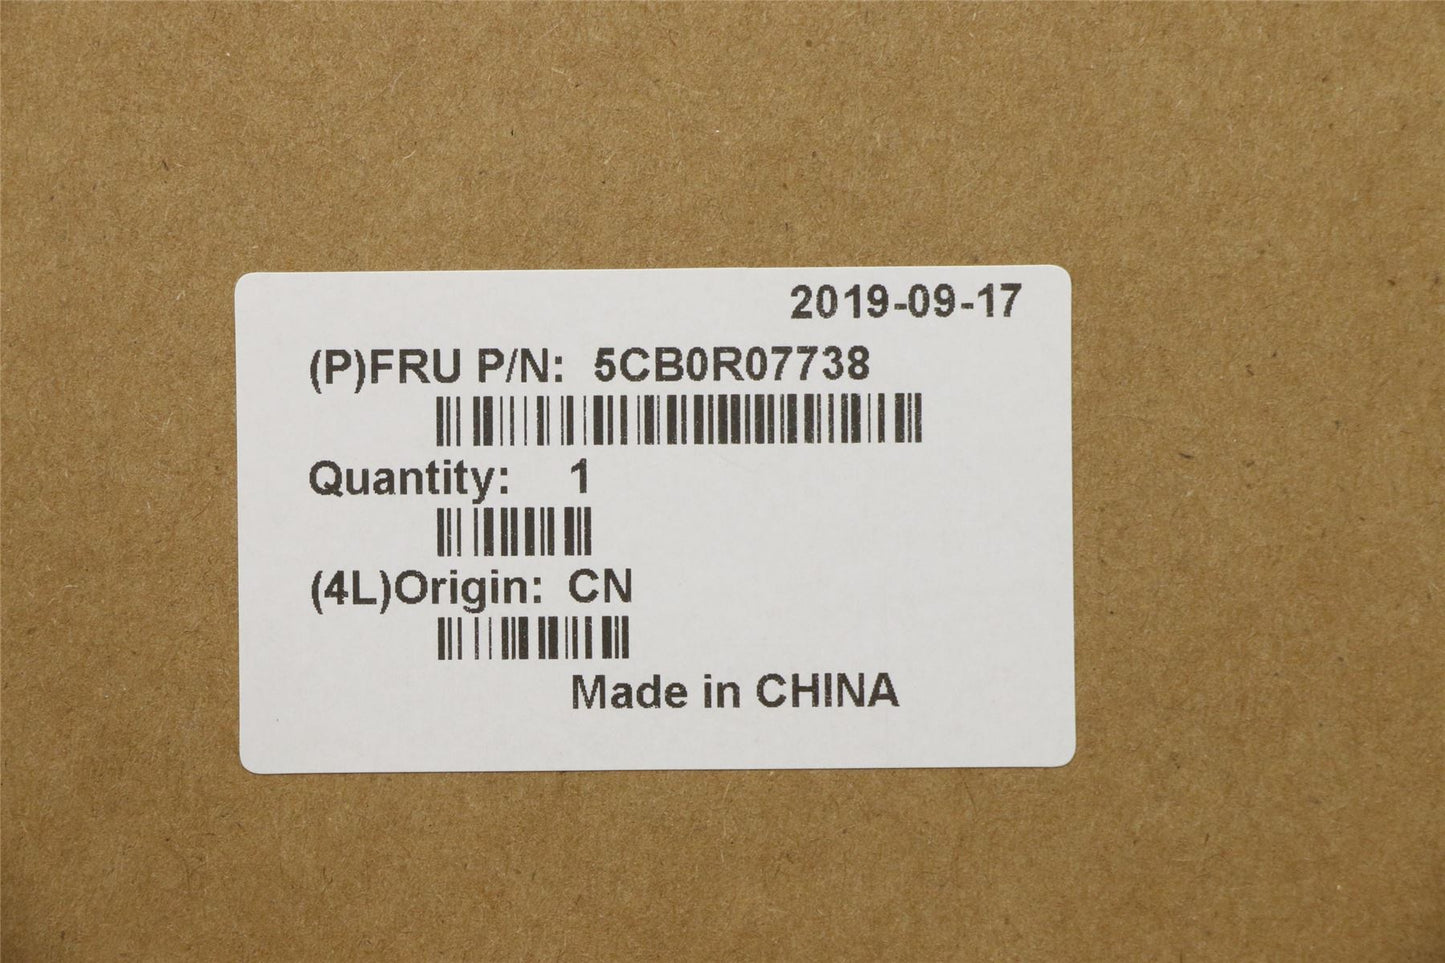 2019-09-17
(P)FRU P/N: 5CB0R07738
Quantity: 1
(4L)Origin: CN
Made in CHINA